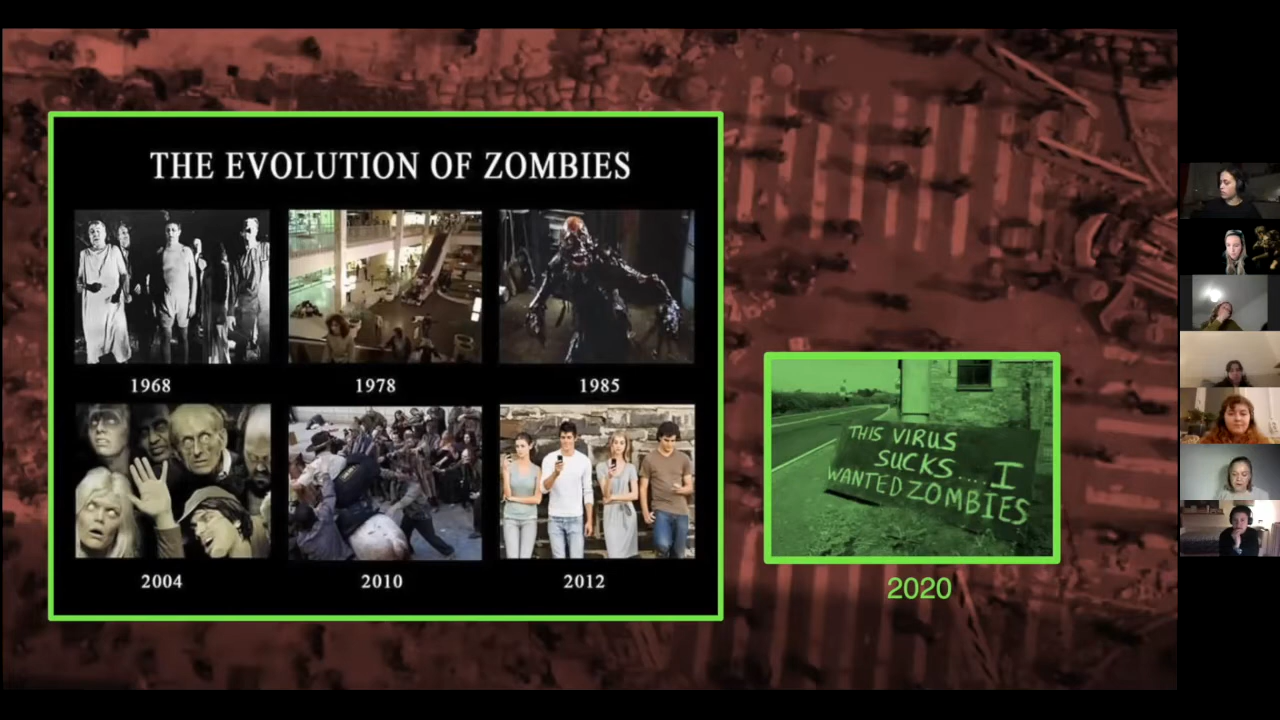 THE EVOLUTION OF ZOMBIES
1968
1978
1985
2004
2010
2012
THIS VIRUS
SUCKS.... I
WANTED ZOMBIES
2020